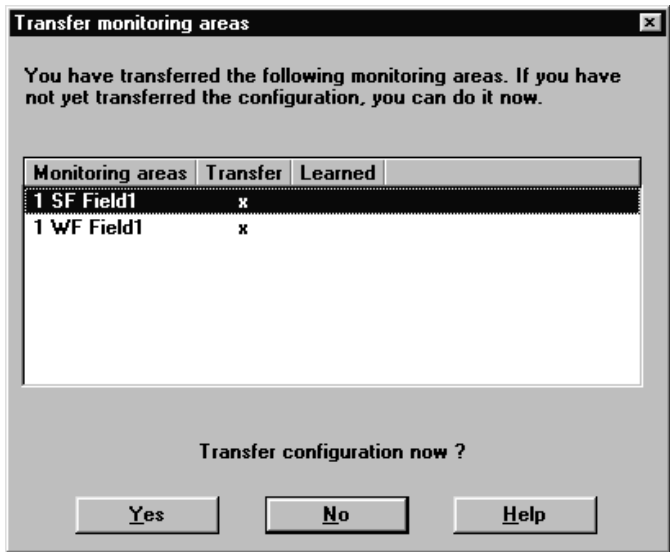 Transfer monitoring areas
You have transferred the following monitoring areas. If you have
not yet transferred the configuration, you can do it now.
Monitoring areas Transfer Learned
1 SF Field1 x
1 WF Field1 x
Transfer configuration now ?
Yes No Help